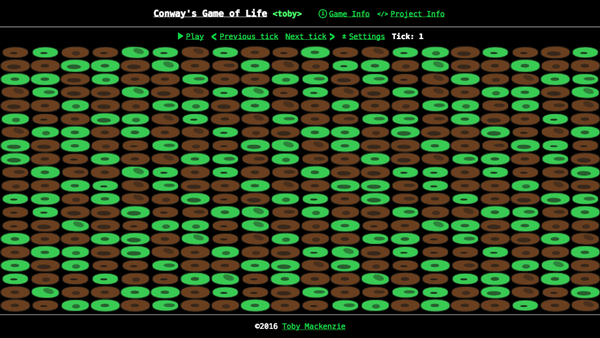 Conway's Game of Life <toby> Game Info </> Project Info
Play Previous tick Next tick Settings Tick: 1
©2016 Toby Mackenzie